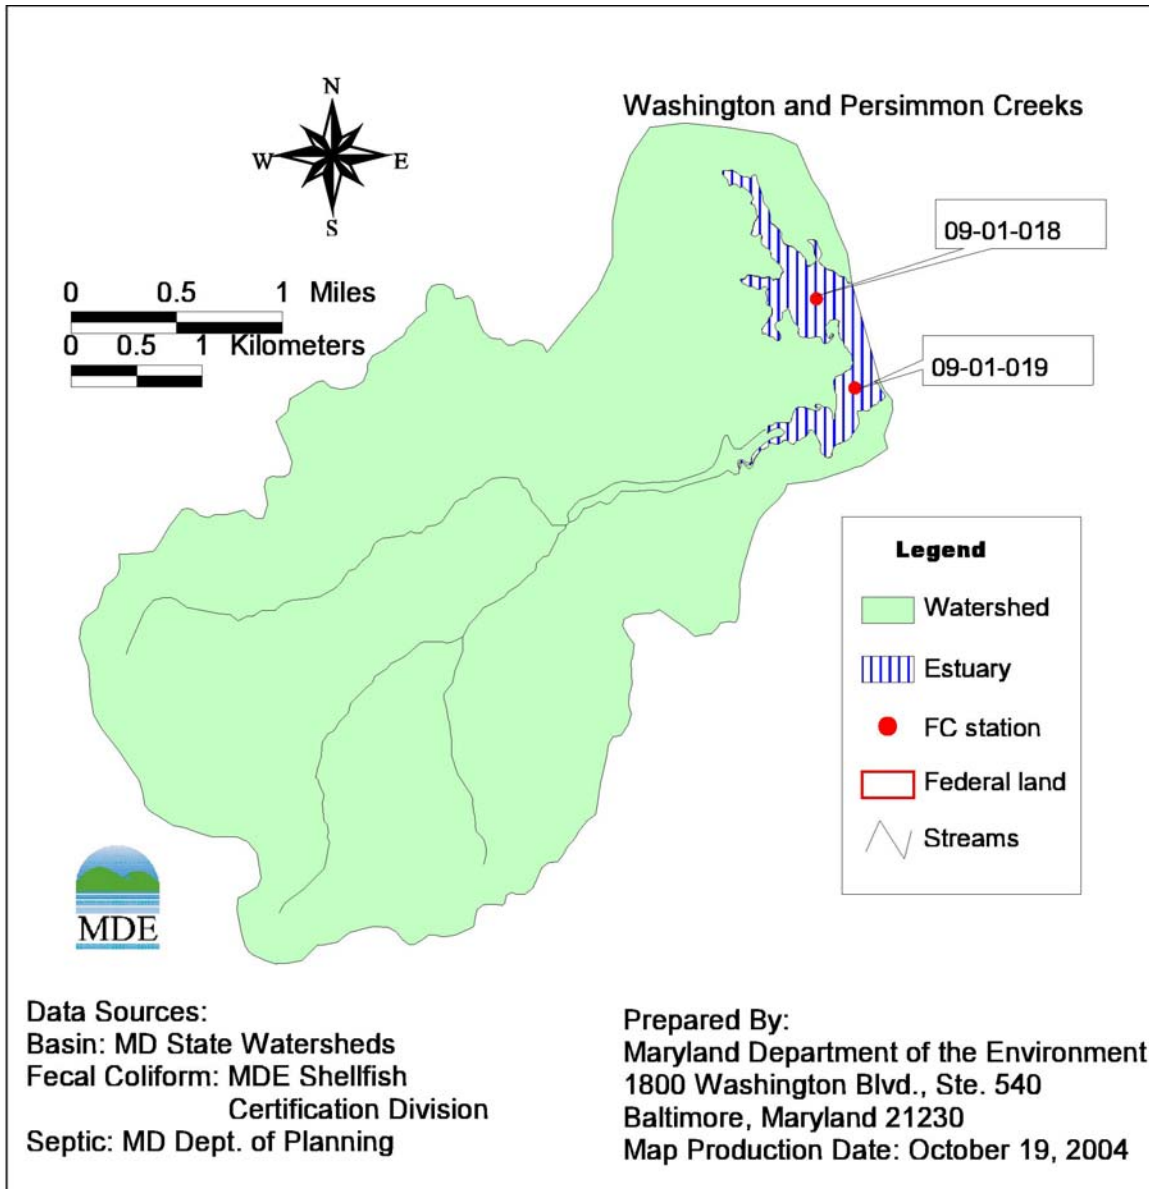 Washington and Persimmon Creeks
N
W
E
S
09-01-018
0 0.5 1 Miles
0 0.5 1 Kilometers
09-01-019
Legend
Watershed
Estuary
FC station
Federal land
Streams
MDE
Data Sources:
Basin: MD State Watersheds
Fecal Coliform: MDE Shellfish
Certification Division
Septic: MD Dept. of Planning
Prepared By:
Maryland Department of the Environment
1800 Washington Blvd., Ste. 540
Baltimore, Maryland 21230
Map Production Date: October 19, 2004